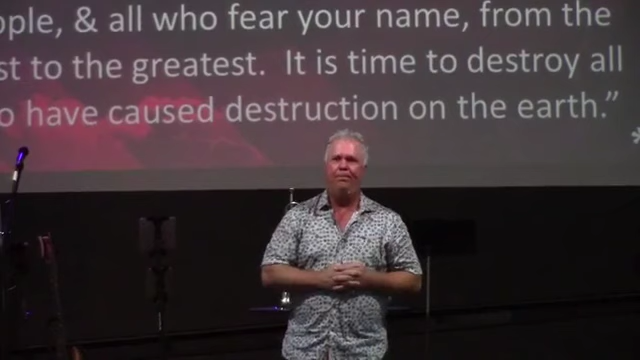 ople, & all who fear your name, from the
st to the greatest. It is time to destroy all
o have caused destruction on the earth.”
*